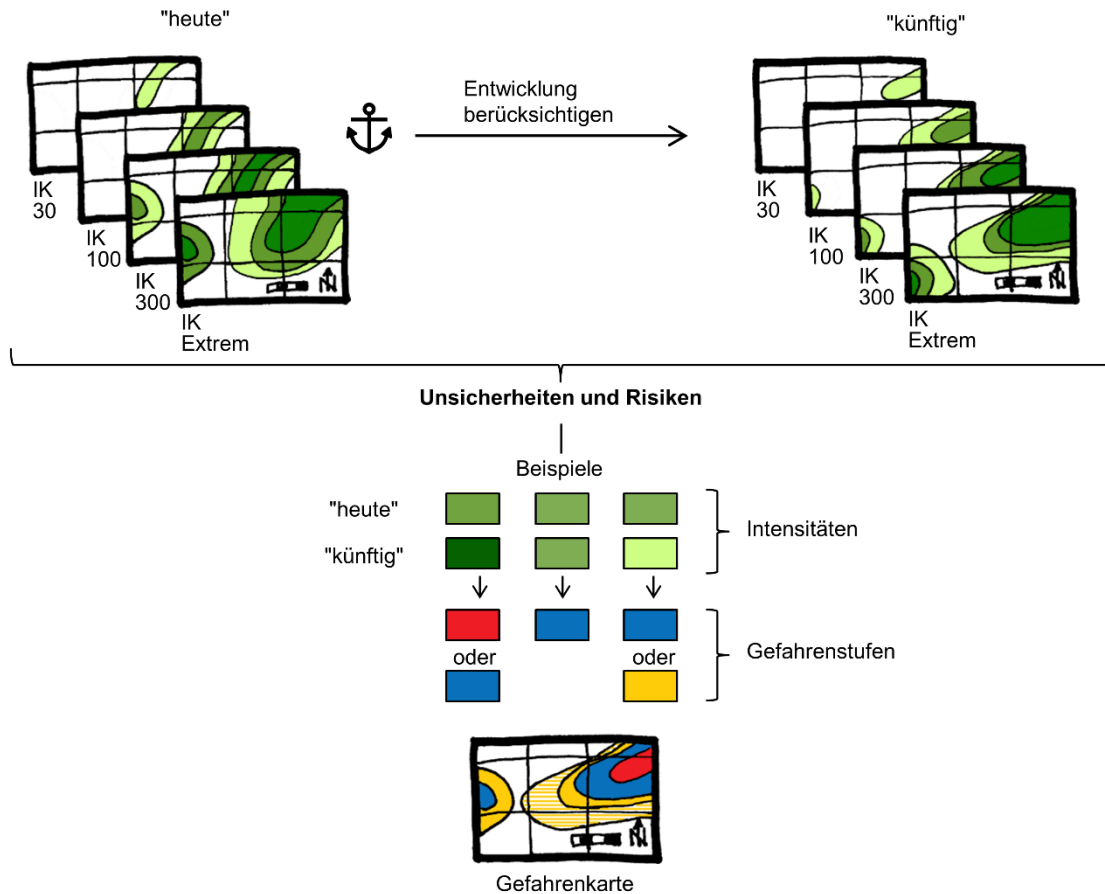 "heute"
"künftig"
Entwicklung
berücksichtigen
IK
30
IK
100
IK
300
IK
Extrem
N
IK
30
IK
100
IK
300
IK
Extrem
N
Unsicherheiten und Risiken
Beispiele
"heute"
"künftig"
Intensitäten
oder
oder
Gefahrenstufen
N
Gefahrenkarte